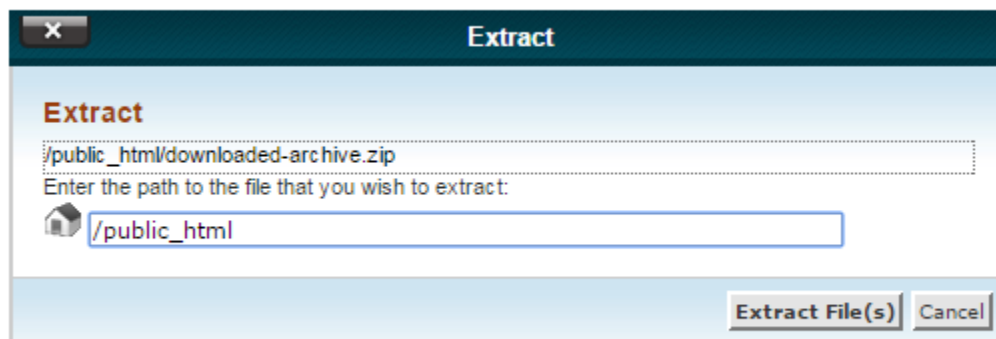 Extract
Extract
/public_html/downloaded-archive.zip
Enter the path to the file that you wish to extract:
/public_html
Extract File(s) Cancel